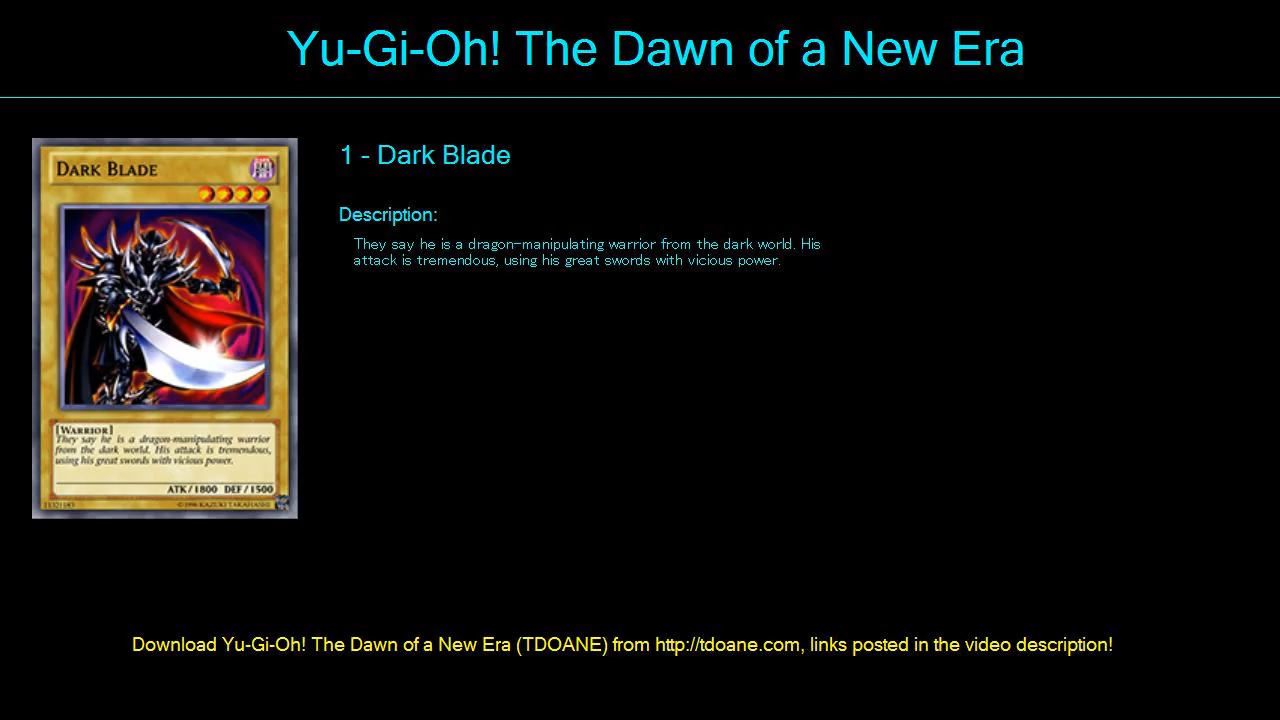 Yu-Gi-Oh! The Dawn of a New Era
DARK BLADE
1 - Dark Blade
Description:
They say he is a dragon-manipulating warrior from the dark world. His
attack is tremendous, using his great swords with vicious power.
[WARRIOR]
They say he is a dragon-manipulating warrior
from the dark world. His attack is tremendous,
using his great swords with vicious power.
ATK/1800 DEF/1500
11321183 ©1996 KAZUKI TAKAHASHI
Download Yu-Gi-Oh! The Dawn of a New Era (TDOANE) from http://tdoane.com, links posted in the video description!